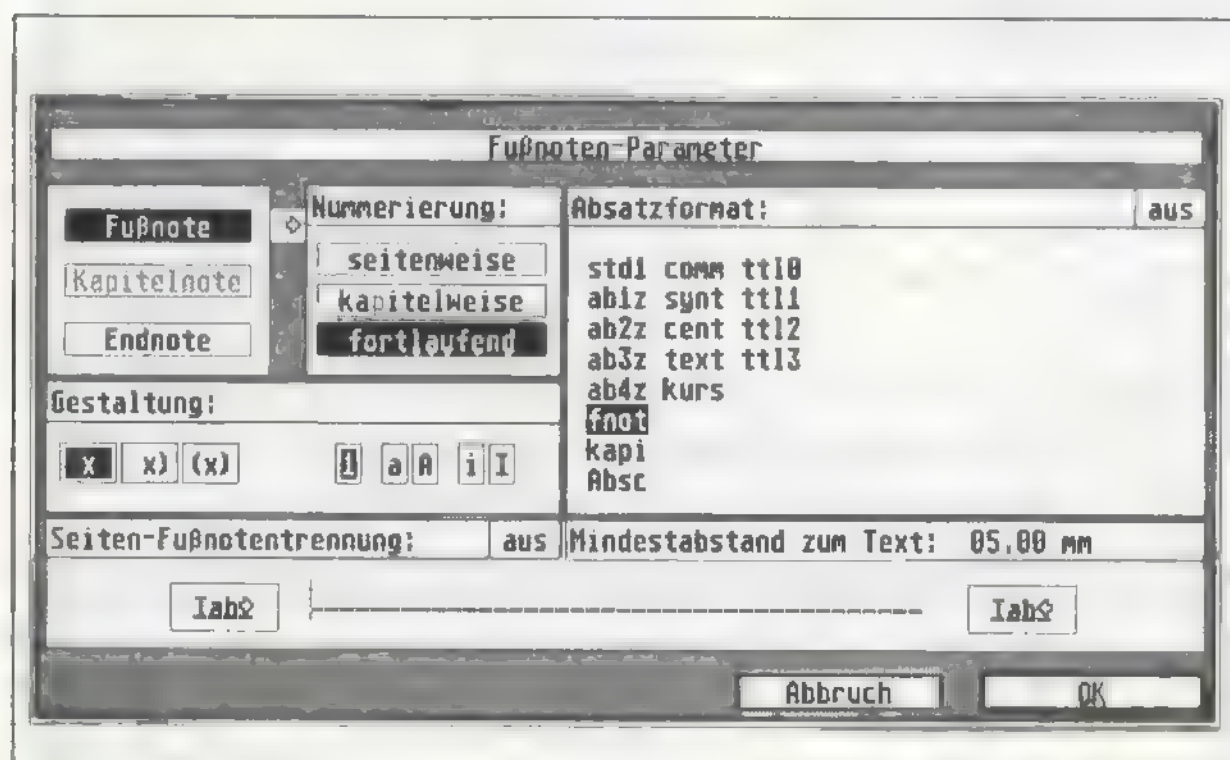 Fußnoten-Parameter
Fußnote
Kapitelnote
Endnote
Nummerierung:
seitenweise
kapitelweise
fortlaufend
Absatzformat: aus
std1 comm ttl0
ab1z synt ttl1
ab2z cent ttl2
ab3z text ttl3
ab4z kurs
fnot
kapi
Absc
Gestaltung:
x x) (x) 1 a A i I
Seiten-Fußnotentrennung: aus
Mindestabstand zum Text: 05.00 mm
Iab⇧ Iab⇧
Abbruch OK